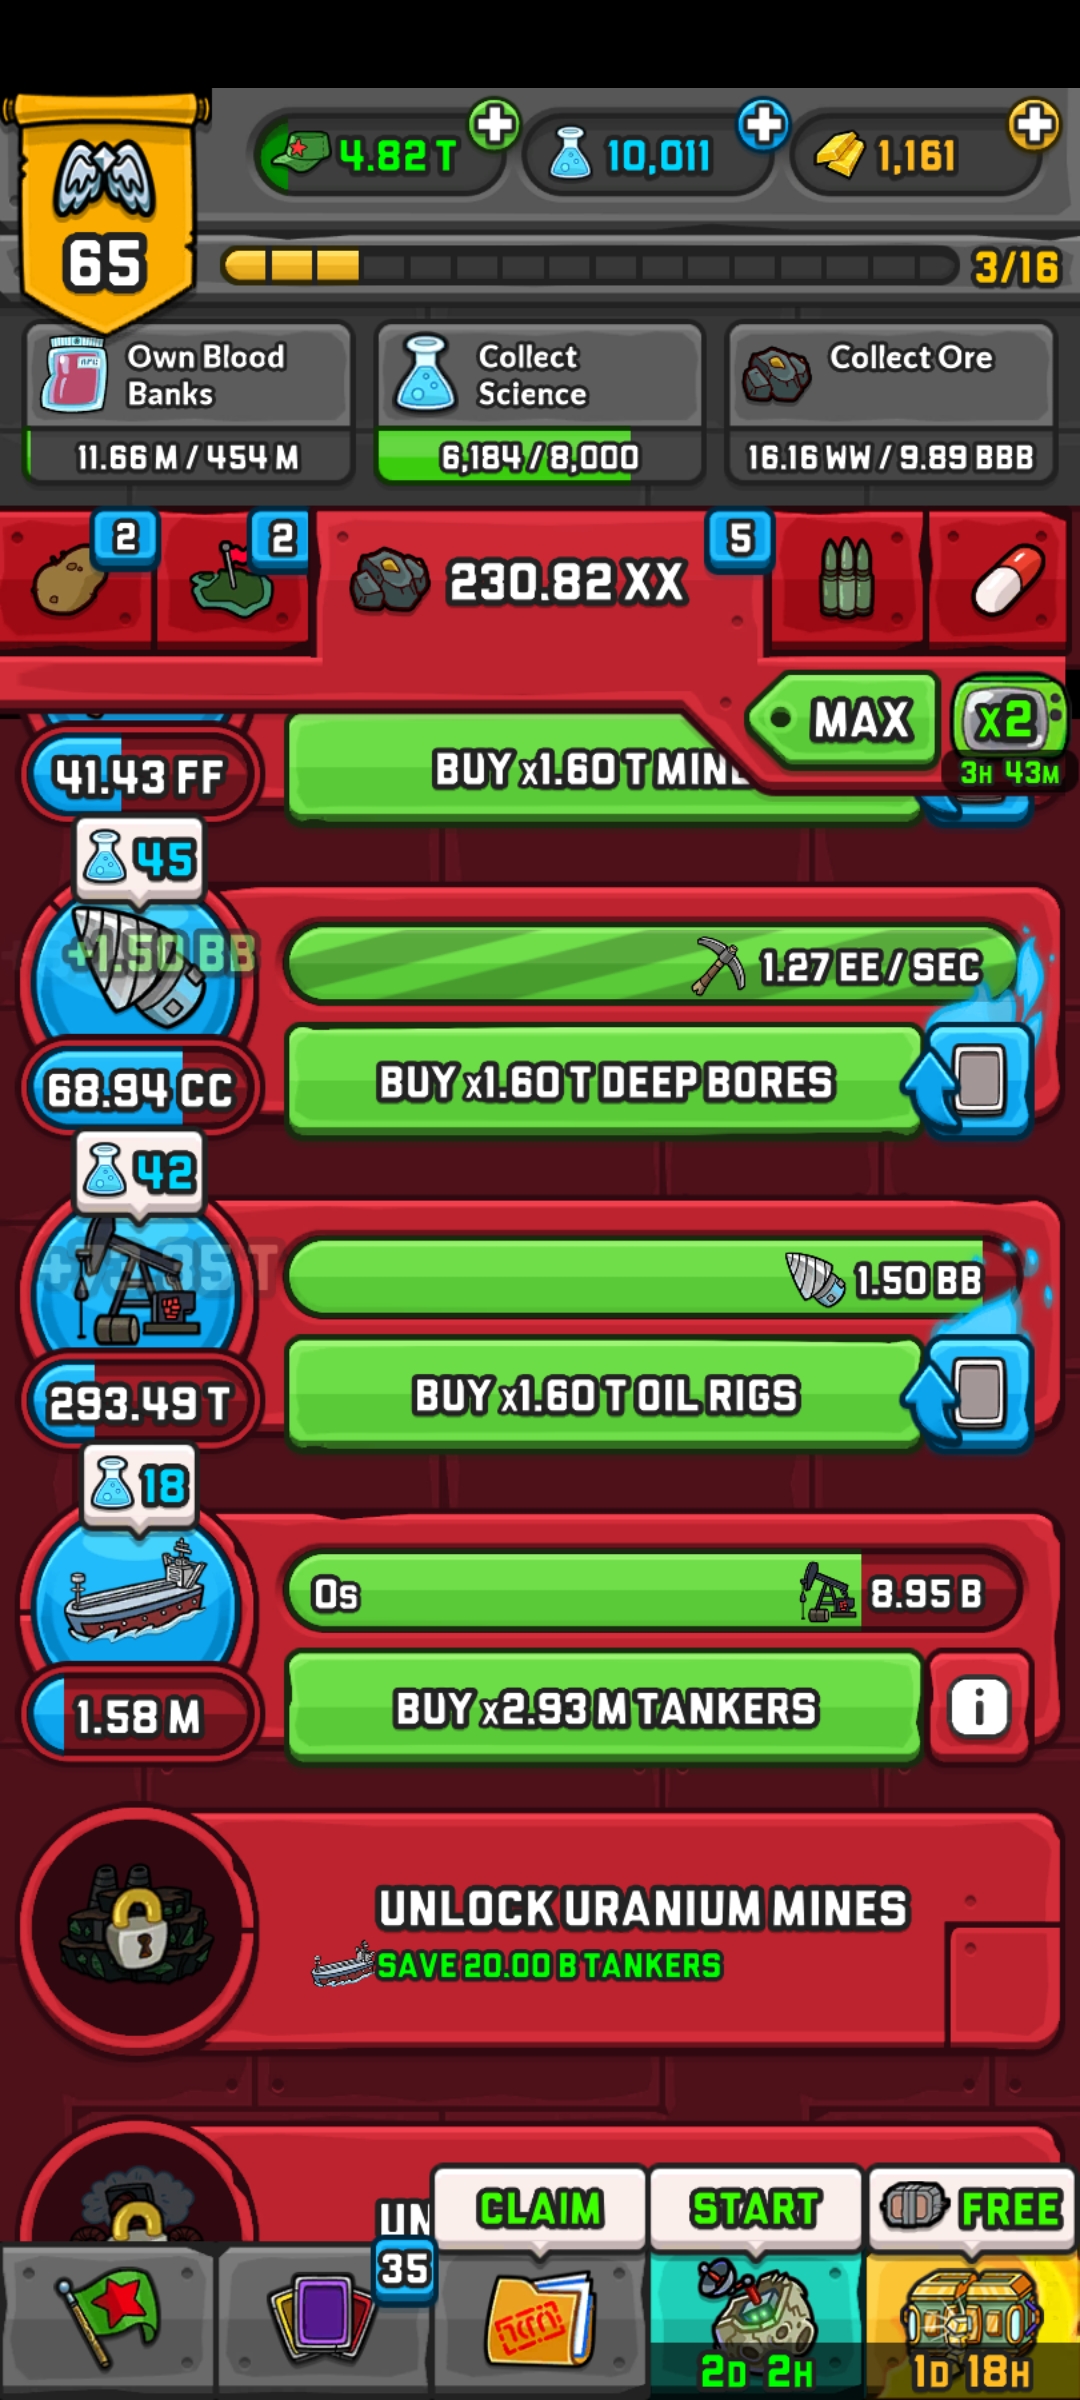 4.82 T
10,011
1,161
65
3/16
Own Blood
Banks
11.66 M / 454 M
Collect
Science
6,184 / 8,000
Collect Ore
16.16 WW / 9.89 BBB
2
2
230.82 XX
5
MAX
x2
3H 43M
41.43 FF
BUY x1.60 T MINE
45
+1.50 BB
1.27 EE / SEC
68.94 CC
BUY x1.60 T DEEP BORES
42
1.50 BB
293.49 T
BUY x1.60 T OIL RIGS
18
0s
8.95 B
1.58 M
BUY x2.93 M TANKERS
i
UNLOCK URANIUM MINES
SAVE 20.00 B TANKERS
UN
CLAIM
START
FREE
35
2D 2H
1D 18H